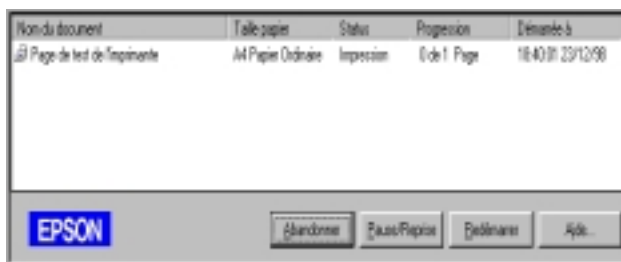 Nom du document Taille papier Status Progression Démarrée à
Page de test de l'imprimante A4 Papier Ordinaire Impression 0 de 1 Page 18:40:01 23/12/98
EPSON Abandonner Pause/Reprise Redémarrer Aide...